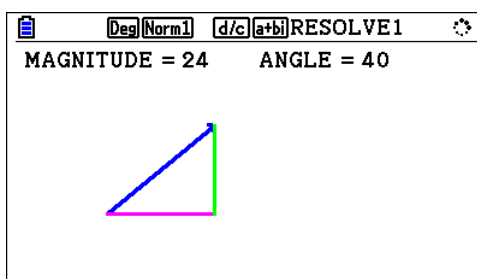 Deg Norm1 d/c a+bi RESOLVE1
MAGNITUDE = 24 ANGLE = 40